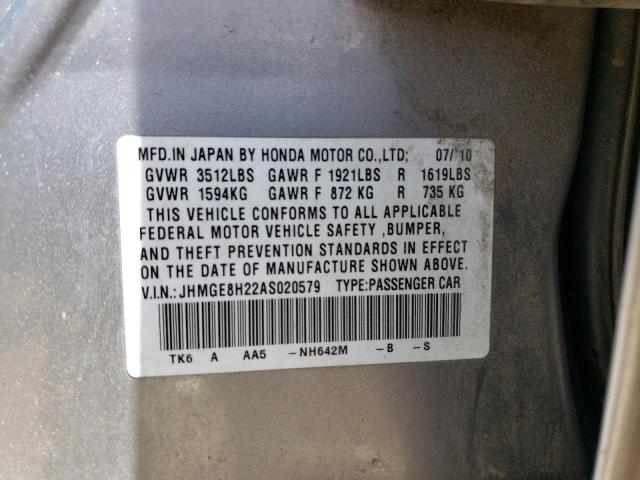 MFD.IN JAPAN BY HONDA MOTOR CO.,LTD; 07/'10
GVWR 3512LBS GAWR F 1921LBS R 1619LBS
GVWR 1594KG GAWR F 872 KG R 735 KG
THIS VEHICLE CONFORMS TO ALL APPLICABLE
FEDERAL MOTOR VEHICLE SAFETY ,BUMPER,
AND THEFT PREVENTION STANDARDS IN EFFECT
ON THE DATE OF MANUFACTURE SHOWN ABOVE.
V.I.N.:JHMGE8H22AS020579 TYPE:PASSENGER CAR
TK6 A AA5 -NH642M -B -S